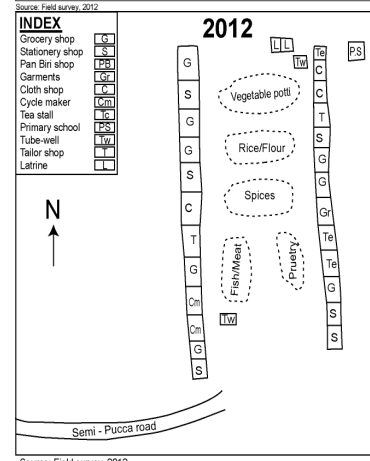 Source: Field survey, 2012
INDEX
Grocery shop G
Stationery shop S
Pan Biri shop PB
Garments Gr
Cloth shop C
Cycle maker Cm
Tea stall Tc
Primary school PS
Tube-well Tw
Tailor shop T
Latrine L
2012
L L
Tw
P.S
G
S
G
G
S
C
T
G
Cm
Cm
G
S
Vegetable potti
Rice/Flour
Spices
Fish/Meat
Pruetry
Tw
Te
C
C
T
S
G
G
Gr
Te
Te
G
S
S
N
Semi - Pucca road
Source: Field survey, 2012